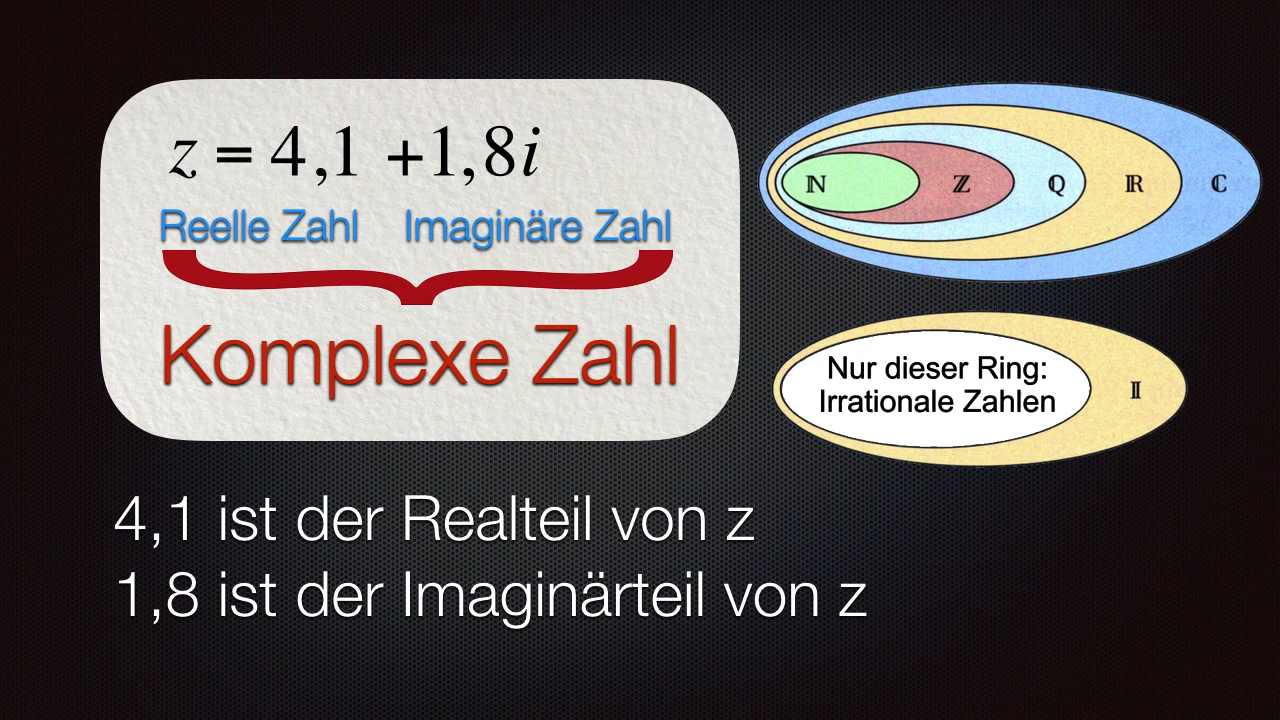 z = 4,1 +1,8i
Reelle Zahl Imaginäre Zahl
Komplexe Zahl
ℕ ℤ ℚ ℝ ℂ
Nur dieser Ring:
Irrationale Zahlen
𝕀
4,1 ist der Realteil von z
1,8 ist der Imaginärteil von z